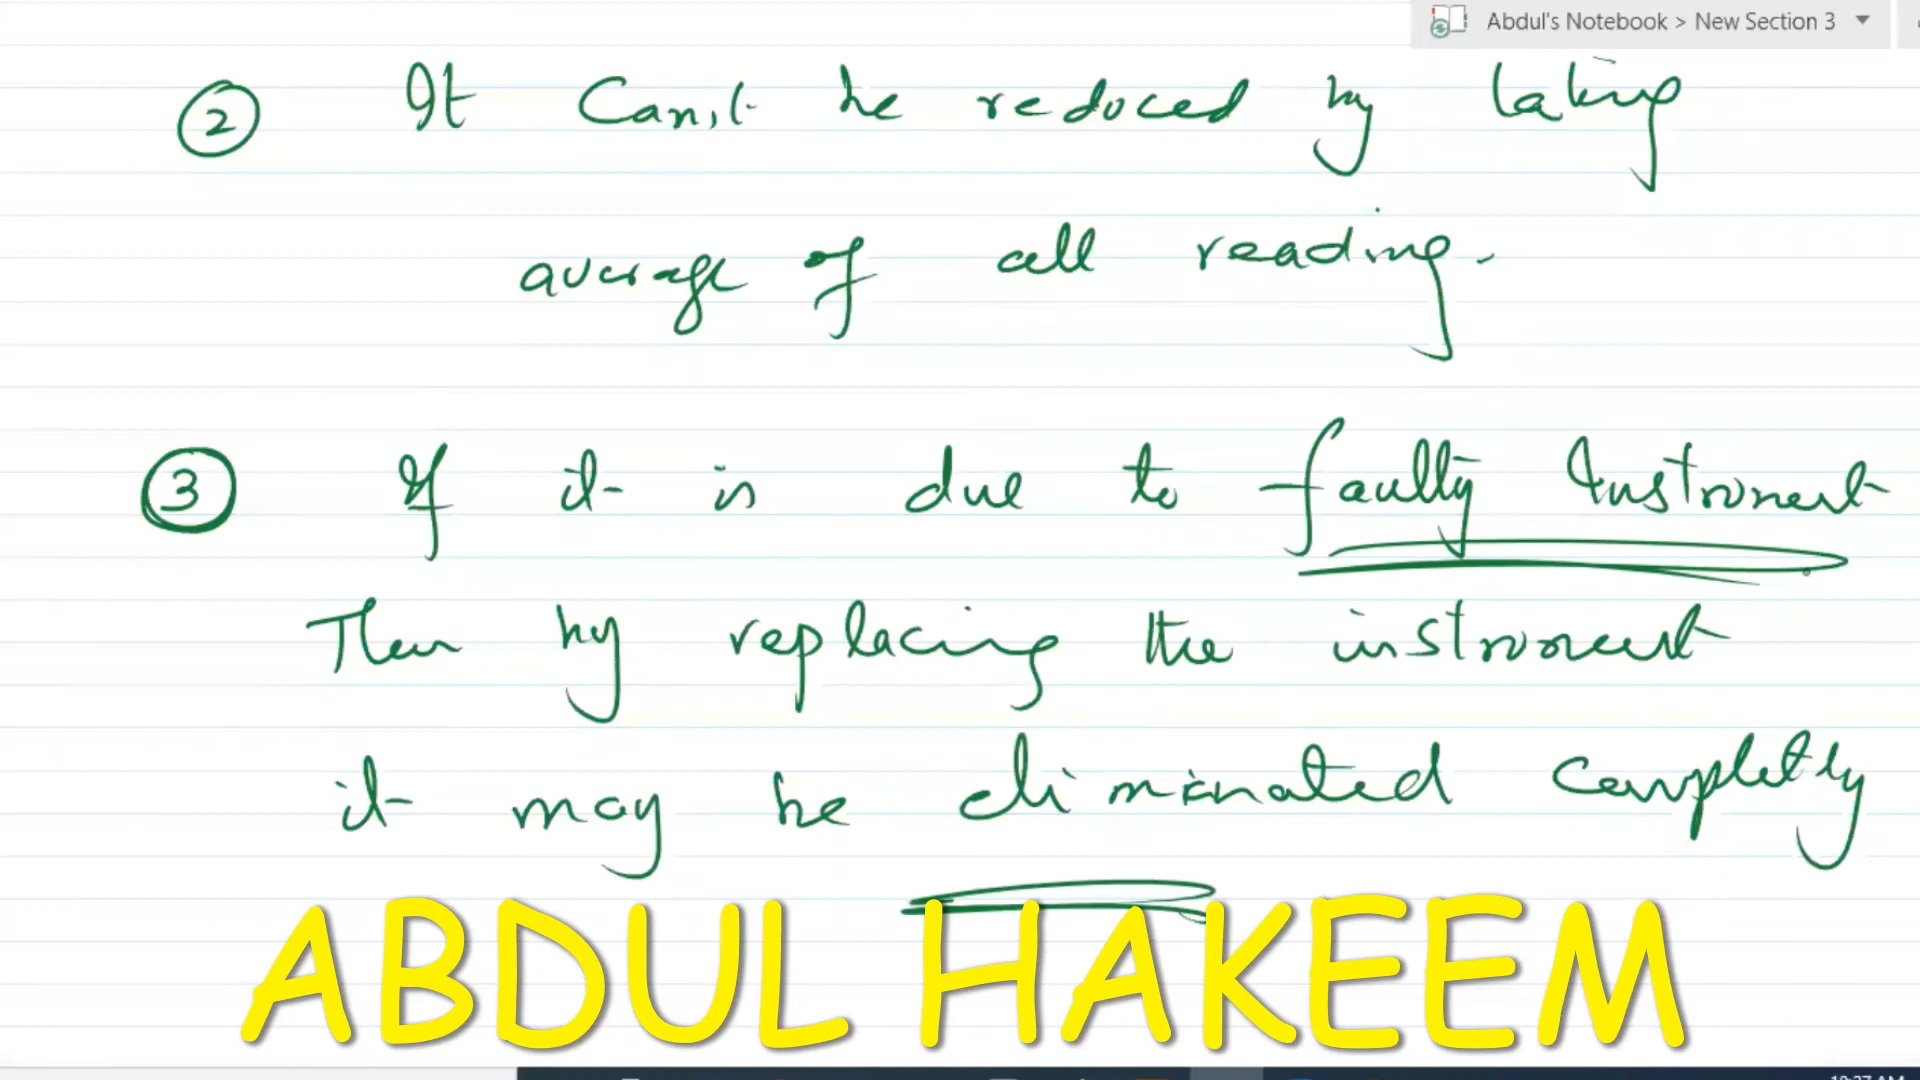 Abdul's Notebook > New Section 3
② It Can,t be reduced by taking
average of all reading.
③ If it is due to faulty Instrument
Then by replacing the instrument
it may be eliminated completly
ABDUL HAKEEM